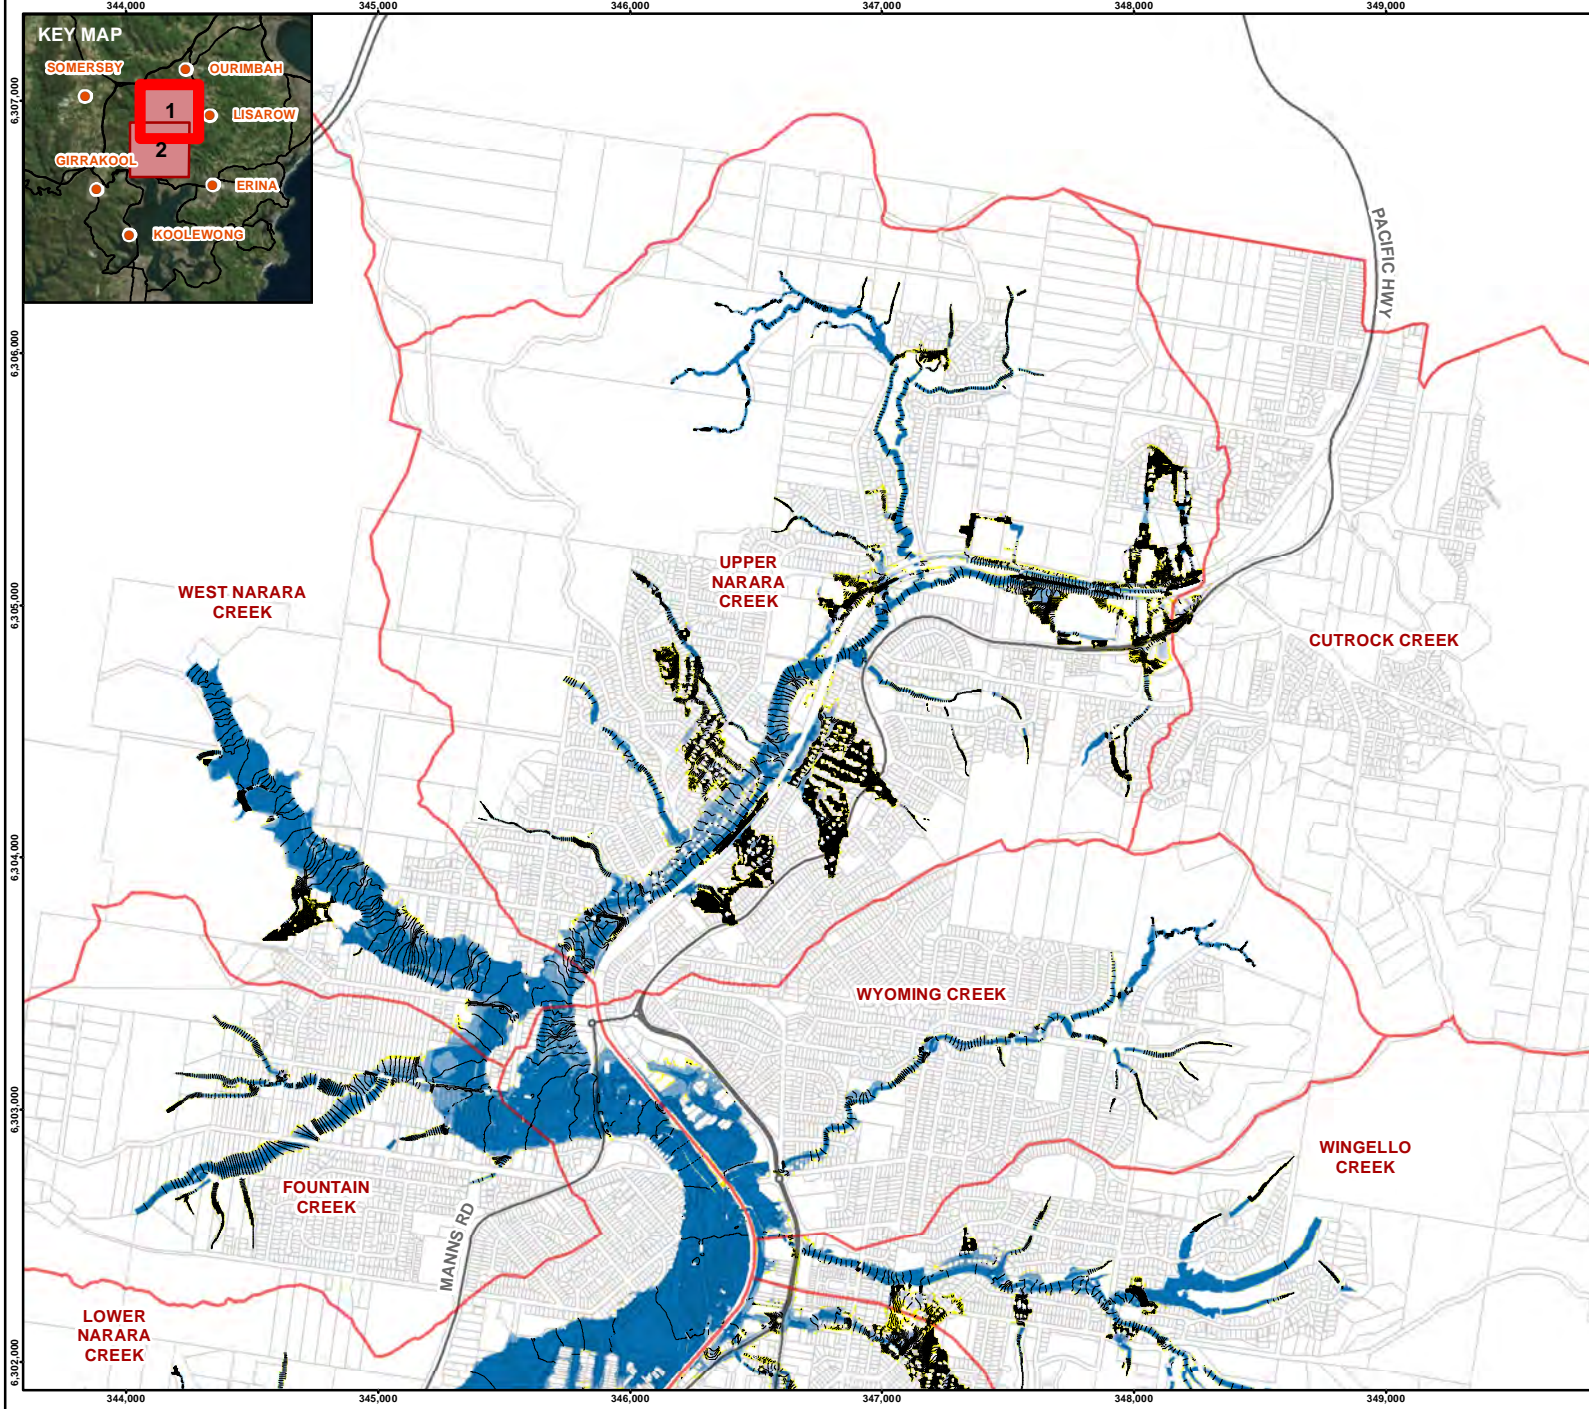 344,000
345,000
346,000
347,000
348,000
349,000
KEY MAP
SOMERSBY
OURIMBAH
1
LISAROW
2
GIRRAKOOL
ERINA
KOOLEWONG
6,307,000
PACIFIC HWY
6,306,000
UPPER
NARARA
CREEK
WEST NARARA
CREEK
6,305,000
CUTROCK CREEK
6,304,000
WYOMING CREEK
6,303,000
WINGELLO
CREEK
FOUNTAIN
CREEK
MANNS RD
LOWER
NARARA
CREEK
6,302,000
344,000
345,000
346,000
347,000
348,000
349,000